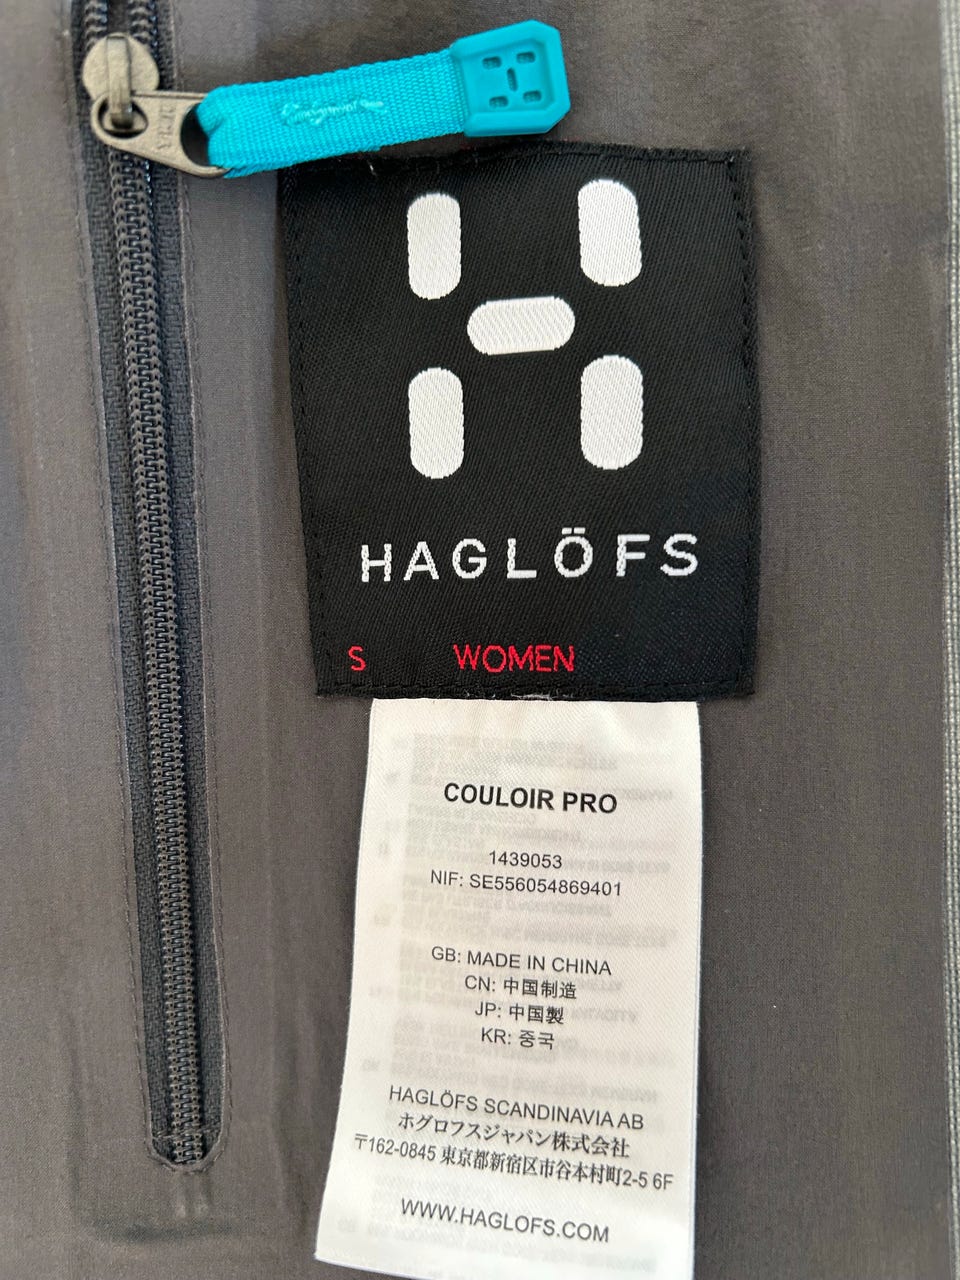 HAGLÖFS
S WOMEN
COULOIR PRO
1439053
NIF: SE556054869401
GB: MADE IN CHINA
CN: 中国制造
JP: 中国製
KR: 중국
HAGLÖFS SCANDINAVIA AB
ホグロフスジャパン株式会社
〒162-0845 東京都新宿区市谷本村町2-5 6F
WWW.HAGLOFS.COM